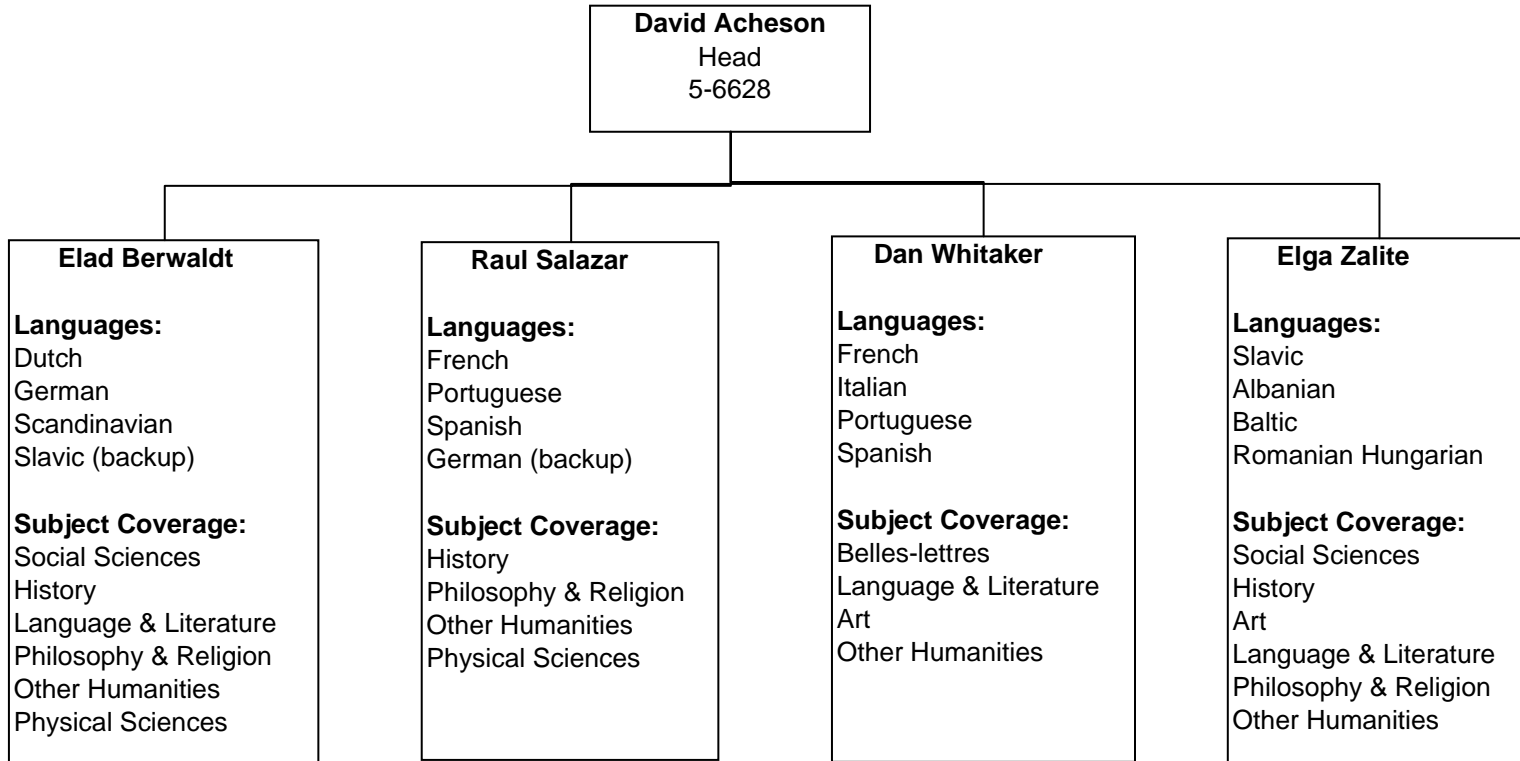 David Acheson
Head
5-6628
Elad Berwaldt
Languages:
Dutch
German
Scandinavian
Slavic (backup)
Subject Coverage:
Social Sciences
History
Language & Literature
Philosophy & Religion
Other Humanities
Physical Sciences
Raul Salazar
Languages:
French
Portuguese
Spanish
German (backup)
Subject Coverage:
History
Philosophy & Religion
Other Humanities
Physical Sciences
Dan Whitaker
Languages:
French
Italian
Portuguese
Spanish
Subject Coverage:
Belles-lettres
Language & Literature
Art
Other Humanities
Elga Zalite
Languages:
Slavic
Albanian
Baltic
Romanian Hungarian
Subject Coverage:
Social Sciences
History
Art
Language & Literature
Philosophy & Religion
Other Humanities